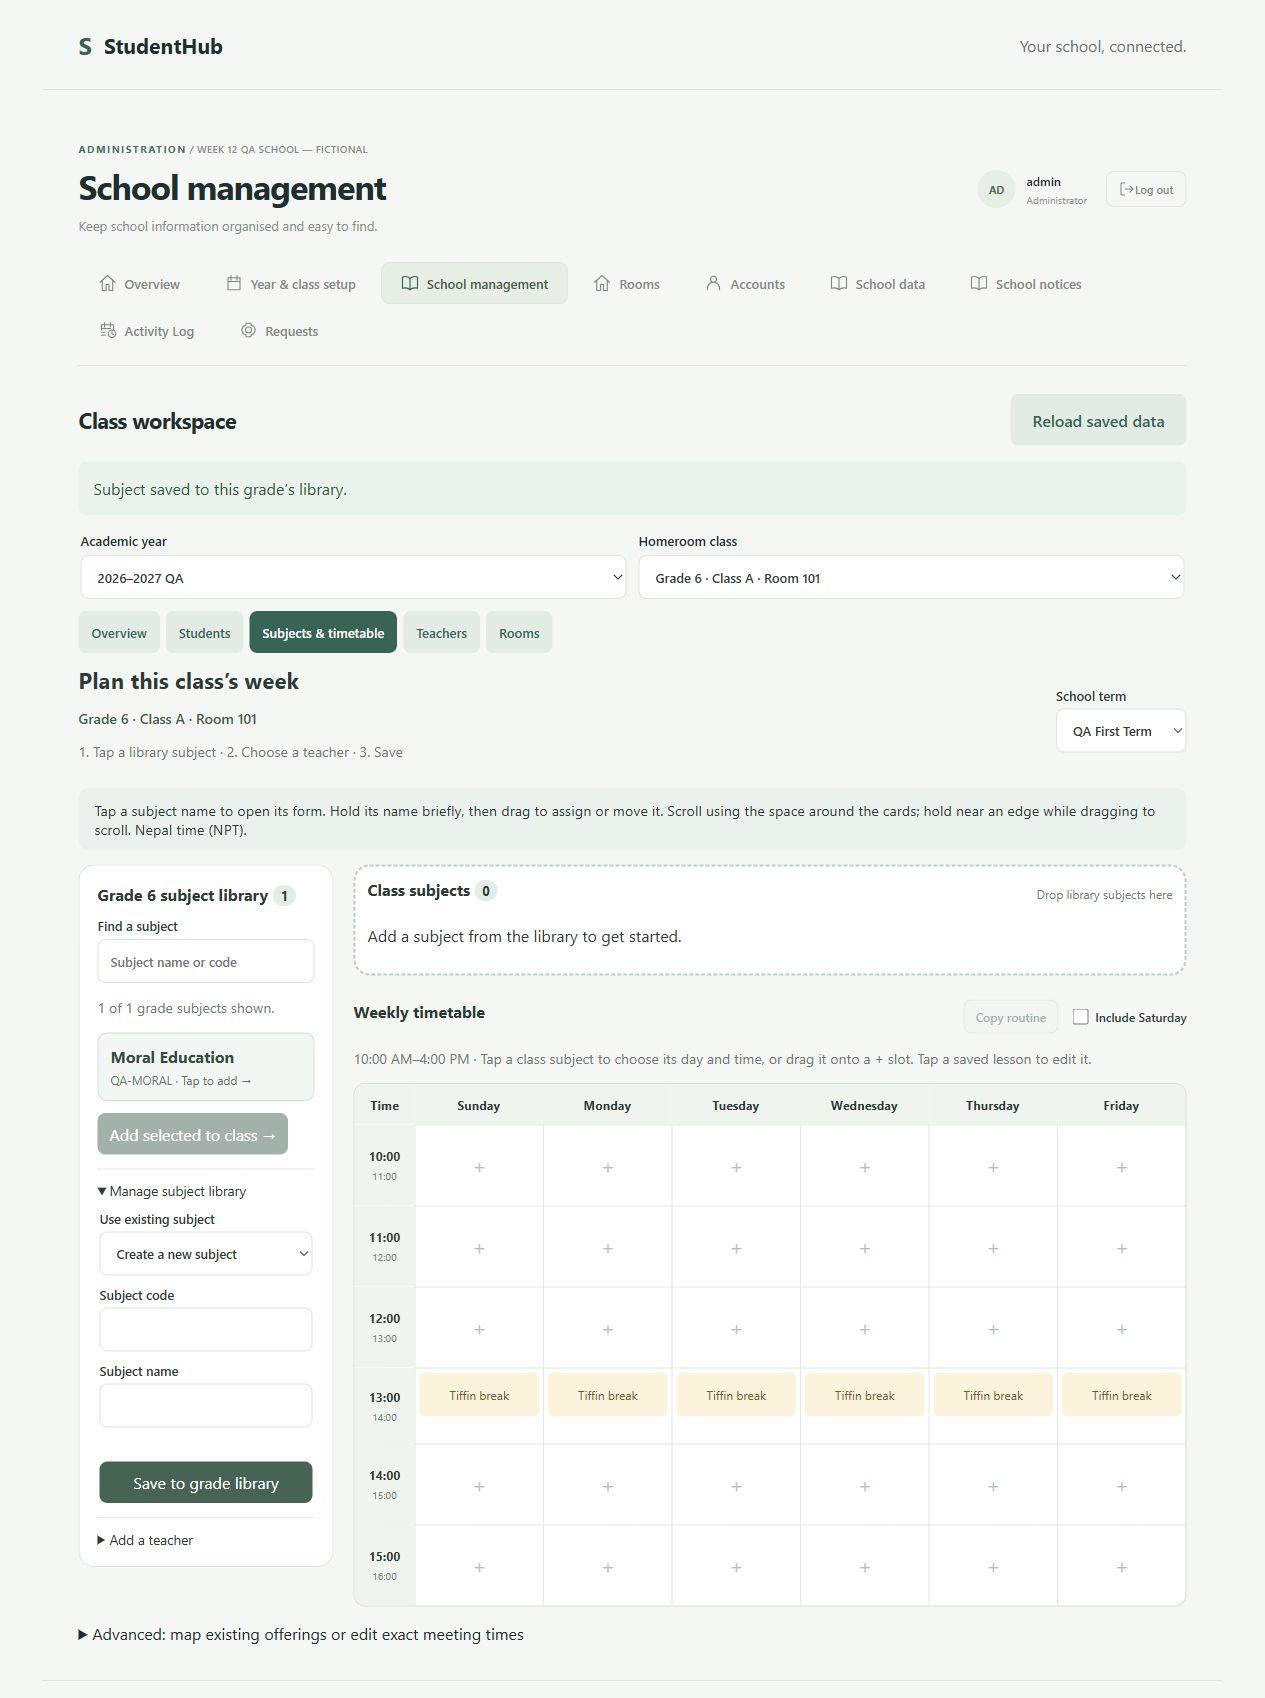 S StudentHub
Your school, connected.
ADMINISTRATION / WEEK 12 QA SCHOOL — FICTIONAL
School management
Keep school information organised and easy to find.
AD
admin
Administrator
Log out
Overview
Year & class setup
School management
Rooms
Accounts
School data
School notices
Activity Log
Requests
Class workspace
Reload saved data
Subject saved to this grade’s library.
Academic year
2026–2027 QA
Homeroom class
Grade 6 · Class A · Room 101
Overview
Students
Subjects & timetable
Teachers
Rooms
Plan this class’s week
Grade 6 · Class A · Room 101
1. Tap a library subject · 2. Choose a teacher · 3. Save
School term
QA First Term
Tap a subject name to open its form. Hold its name briefly, then drag to assign or move it. Scroll using the space around the cards; hold near an edge while dragging to
scroll. Nepal time (NPT).
Grade 6 subject library 1
Find a subject
Subject name or code
1 of 1 grade subjects shown.
Moral Education
QA-MORAL · Tap to add →
Add selected to class →
▼ Manage subject library
Use existing subject
Create a new subject
Subject code
Subject name
Save to grade library
▶ Add a teacher
Class subjects 0
Drop library subjects here
Add a subject from the library to get started.
Weekly timetable
Copy routine
Include Saturday
10:00 AM–4:00 PM · Tap a class subject to choose its day and time, or drag it onto a + slot. Tap a saved lesson to edit it.
Time Sunday Monday Tuesday Wednesday Thursday Friday
10:00 + + + + + +
11:00
11:00 + + + + + +
12:00
12:00 + + + + + +
13:00
13:00 Tiffin break Tiffin break Tiffin break Tiffin break Tiffin break Tiffin break
14:00
14:00 + + + + + +
15:00
15:00 + + + + + +
16:00
▶ Advanced: map existing offerings or edit exact meeting times